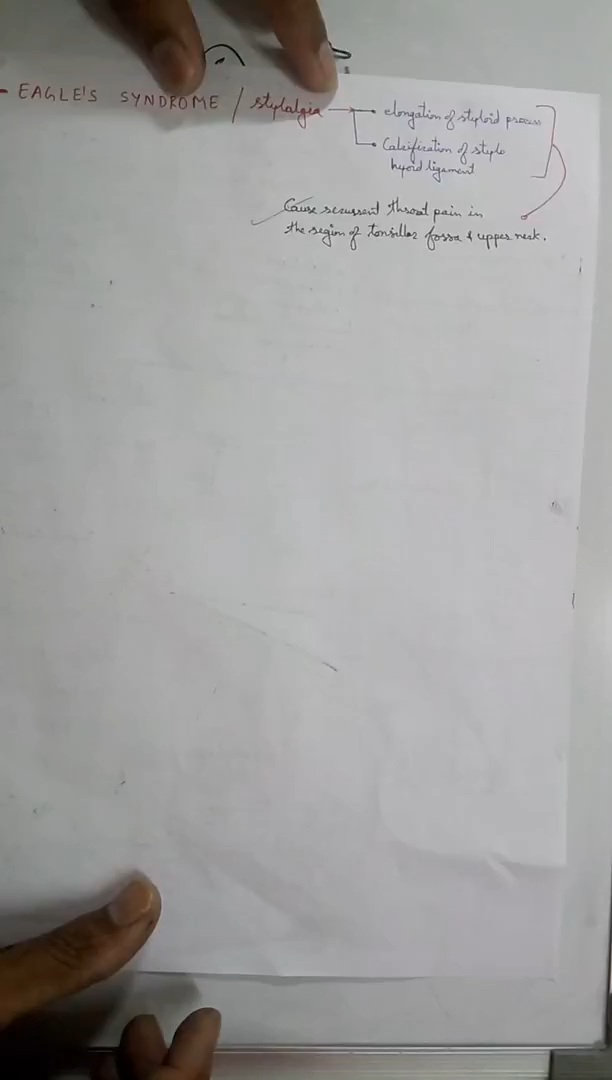 - EAGLE'S SYNDROME / stylalgia → • elongation of styloid process
• Calcification of stylo
hyoid ligament
Cause recurrent throat pain in
the region of tonsillar fossa & upper neck.